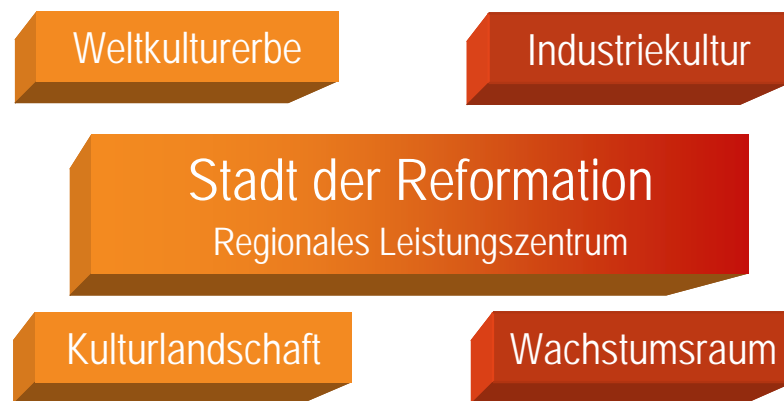 Weltkulturerbe
Industriekultur
Stadt der Reformation
Regionales Leistungszentrum
Kulturlandschaft
Wachstumsraum